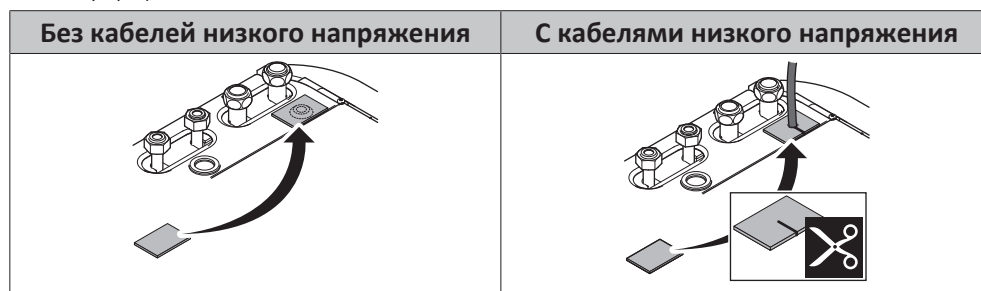 Без кабелей низкого напряжения
С кабелями низкого напряжения